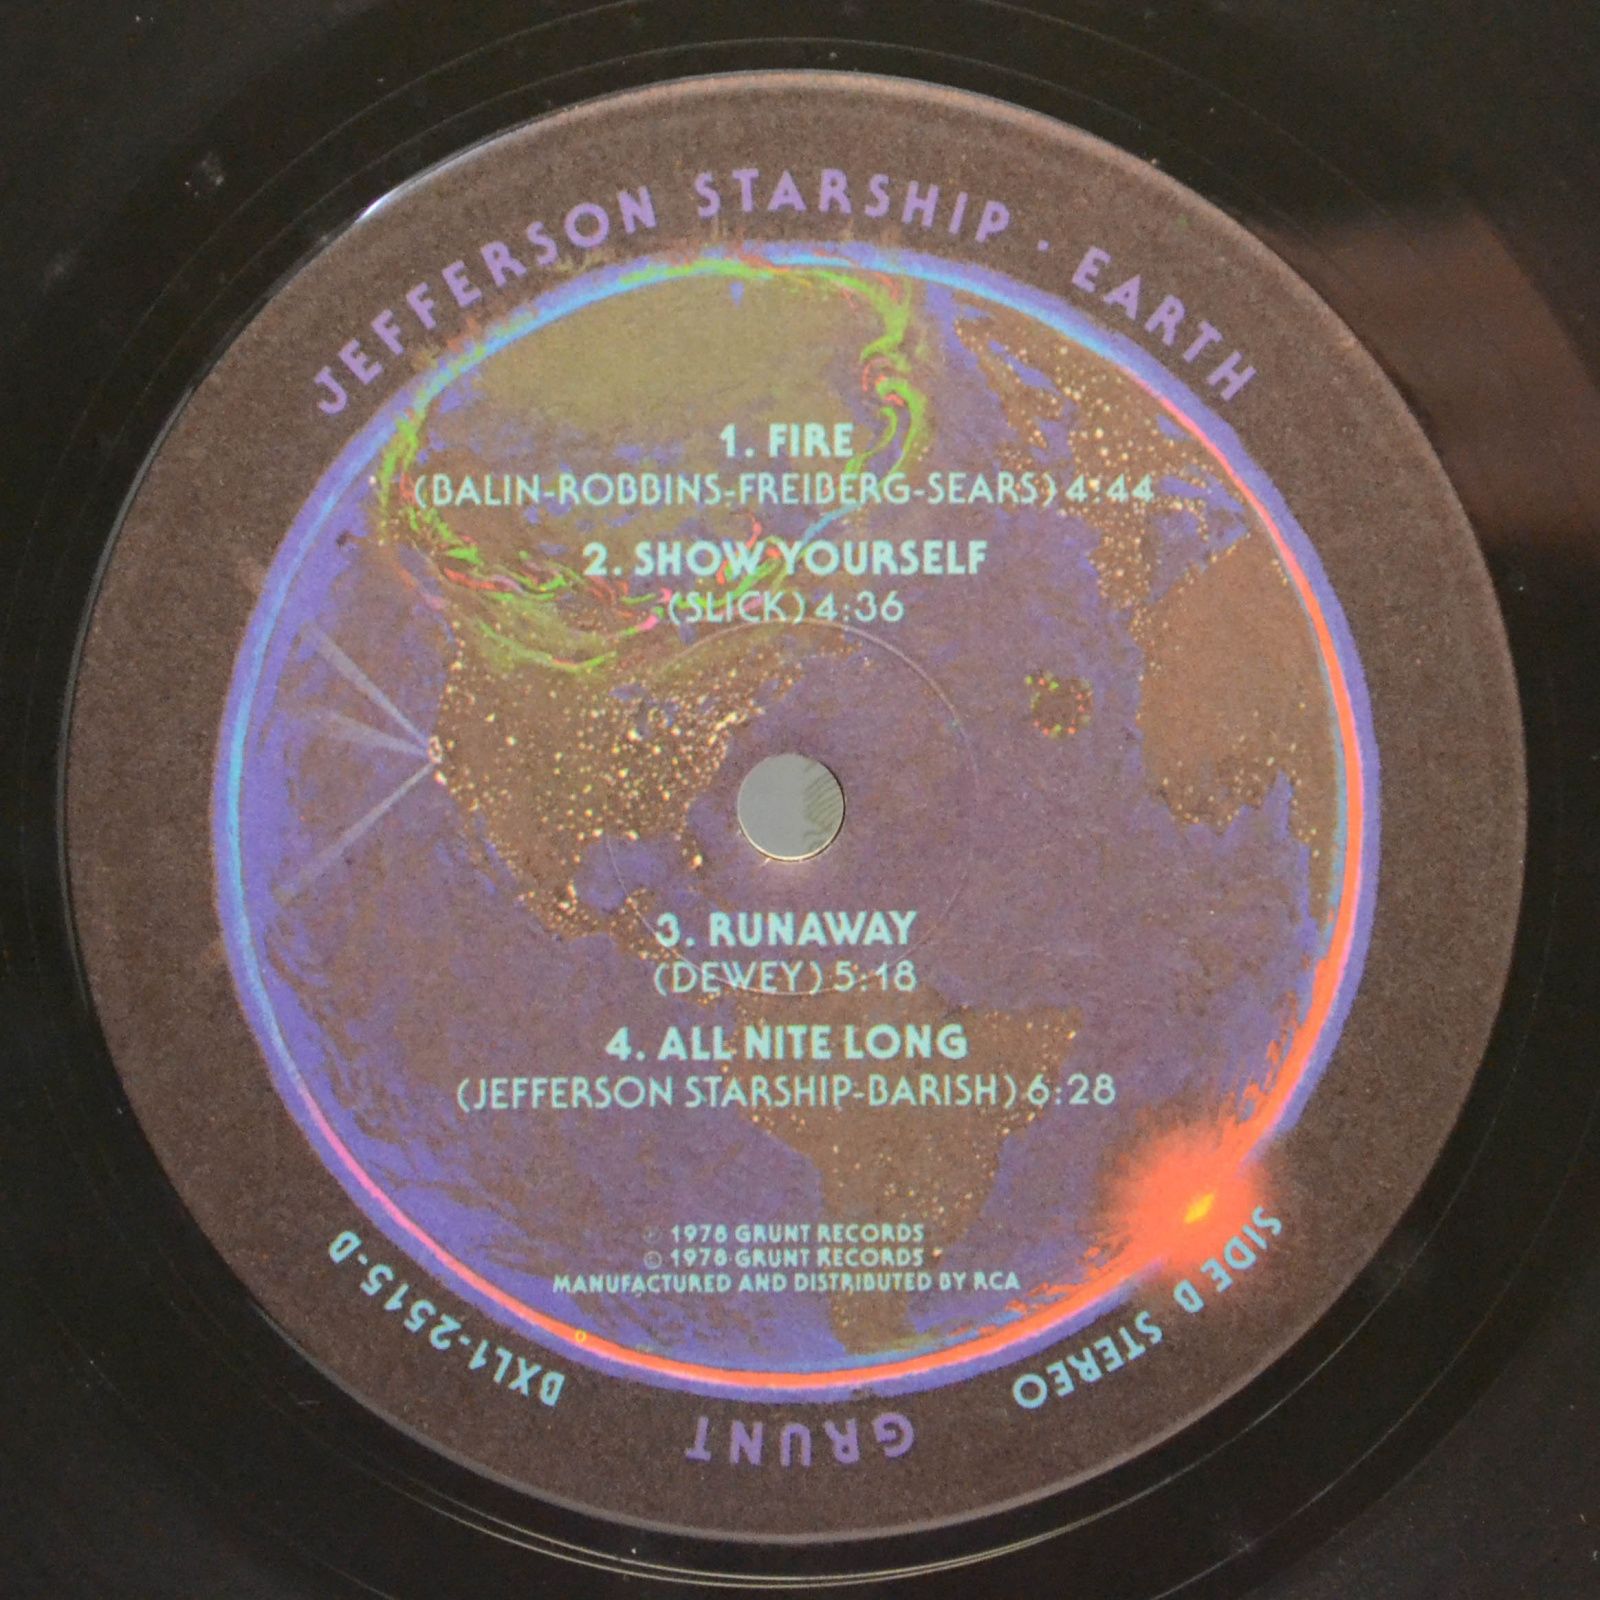 JEFFERSON STARSHIP · EARTH
1. FIRE
(BALIN-ROBBINS-FREIBERG-SEARS) 4:44
2. SHOW YOURSELF
(SLICK) 4:36
3. RUNAWAY
(DEWEY) 5:18
4. ALL NITE LONG
(JEFFERSON STARSHIP-BARISH) 6:28
℗ 1978 GRUNT RECORDS
© 1978 GRUNT RECORDS
MANUFACTURED AND DISTRIBUTED BY RCA
SIDE B STEREO
GRUNT
BXL1-2515-B